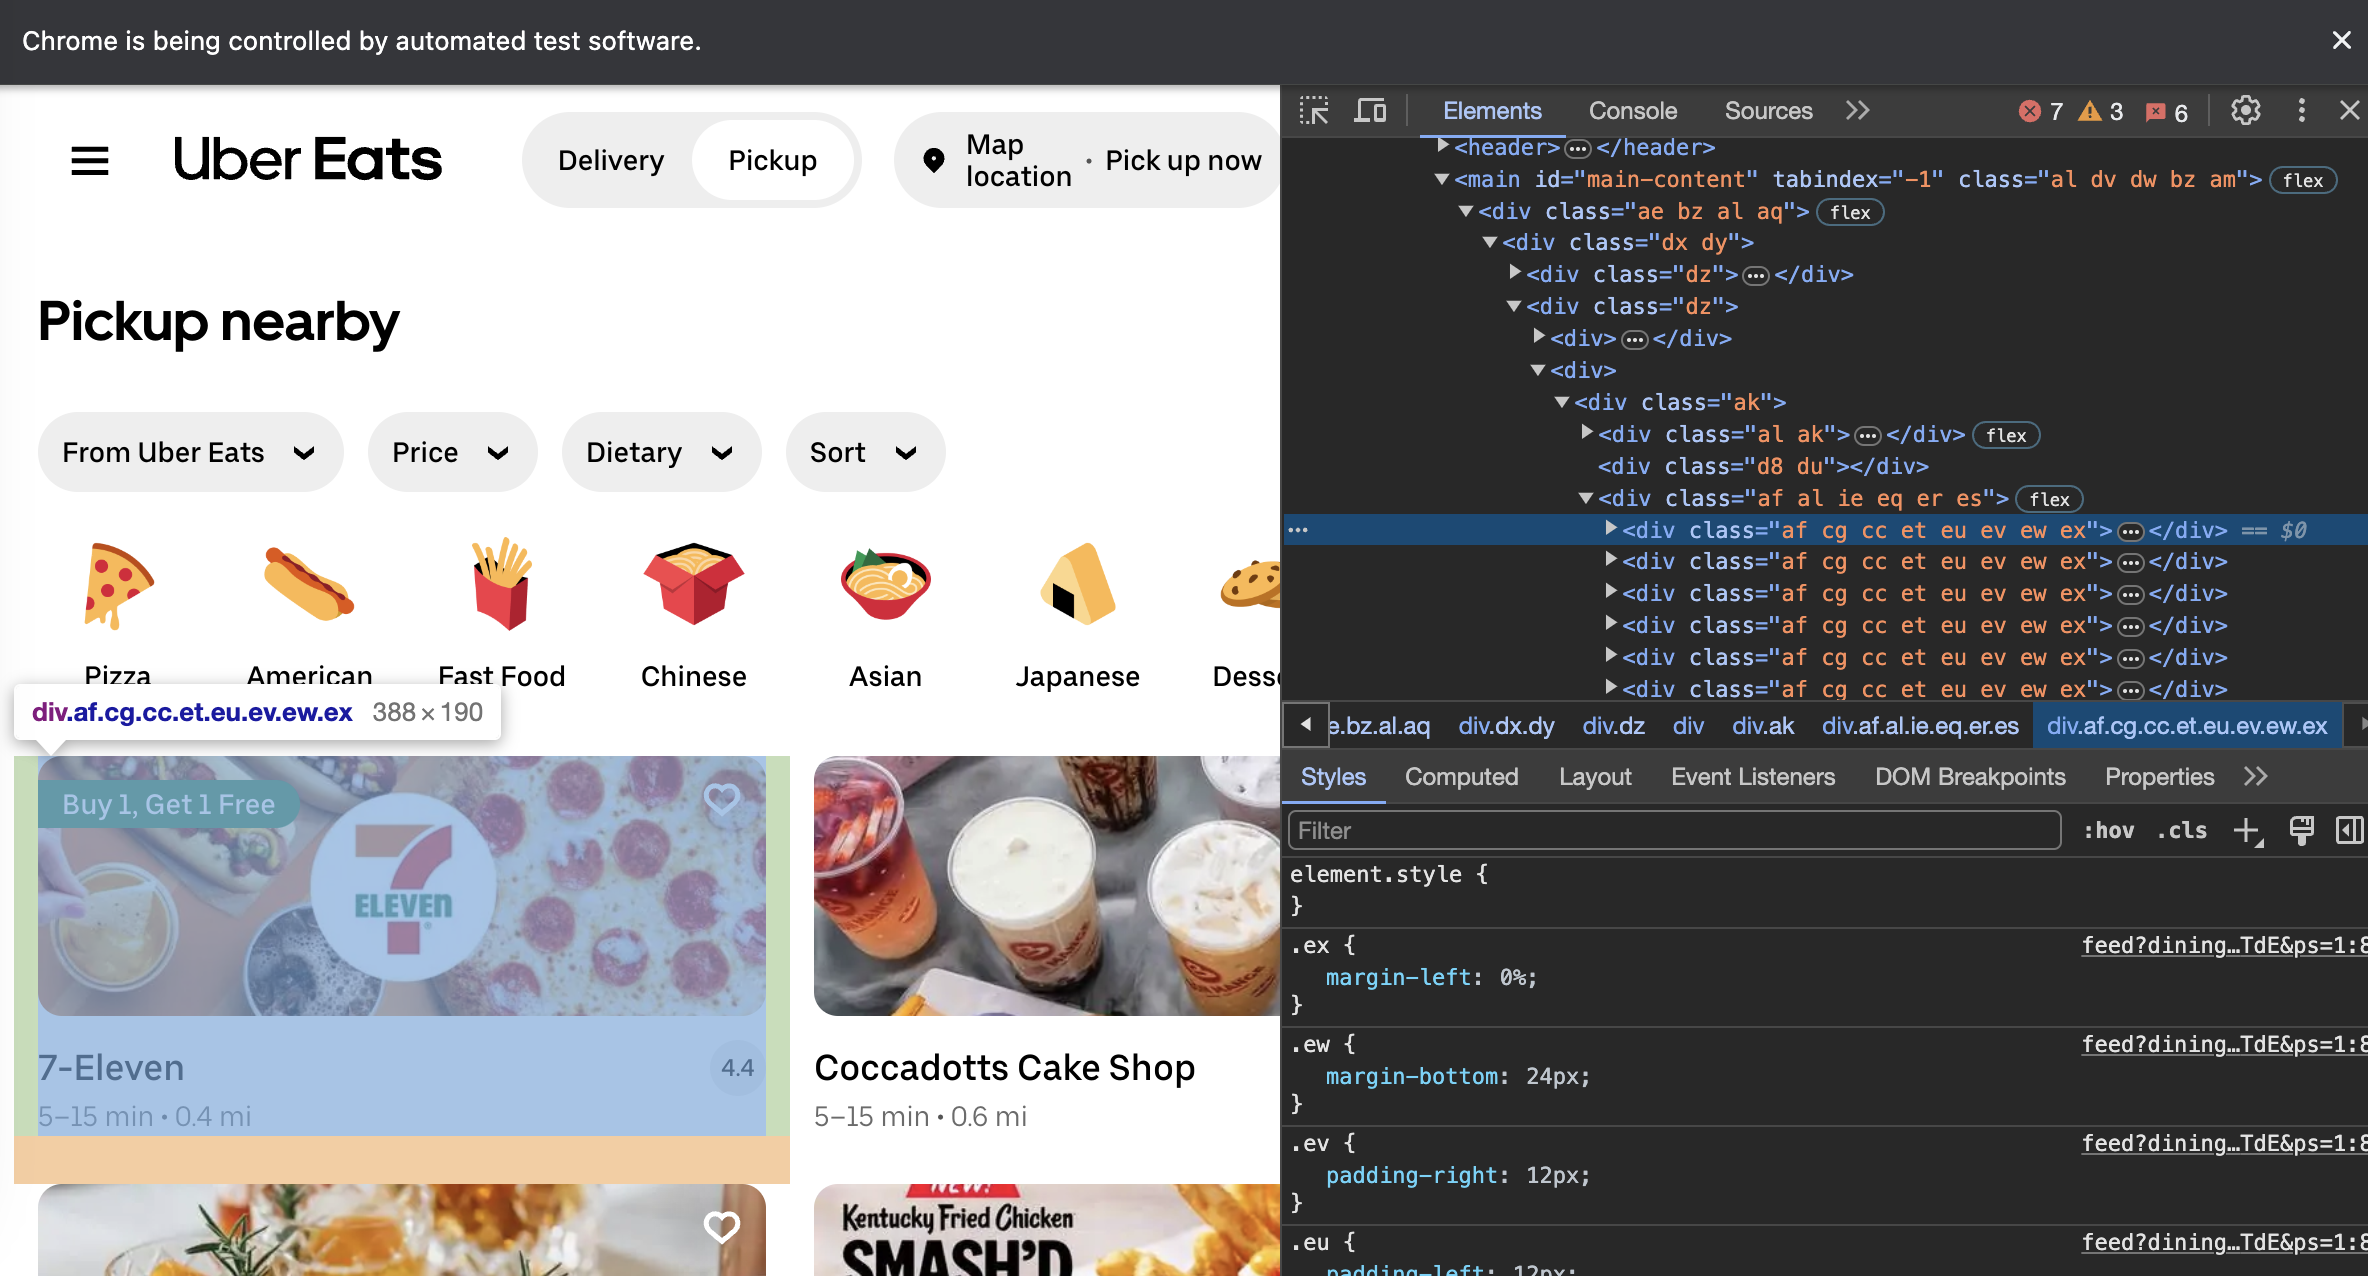 Chrome is being controlled by automated test software.
Uber Eats
Delivery
Pickup
Map location · Pick up now
Pickup nearby
From Uber Eats
Price
Dietary
Sort
Pizza
American
Fast Food
Chinese
Asian
Japanese
Desse
div.af.cg.cc.et.eu.ev.ew.ex 388 × 190
Buy 1, Get 1 Free
7
ELEVEN
7-Eleven
4.4
5–15 min • 0.4 mi
Coccadotts Cake Shop
5–15 min • 0.6 mi
NEW!
Kentucky Fried Chicken
SMASH'D
Elements
Console
Sources
7
3
6
<header> … </header>
<main id="main-content" tabindex="-1" class="al dv dw bz am"> flex
<div class="ae bz al aq"> flex
<div class="dx dy">
<div class="dz"> … </div>
<div class="dz">
<div> … </div>
<div>
<div class="ak">
<div class="al ak"> … </div> flex
<div class="d8 du"></div>
<div class="af al ie eq er es"> flex
<div class="af cg cc et eu ev ew ex"> … </div> == $0
<div class="af cg cc et eu ev ew ex"> … </div>
<div class="af cg cc et eu ev ew ex"> … </div>
<div class="af cg cc et eu ev ew ex"> … </div>
<div class="af cg cc et eu ev ew ex"> … </div>
<div class="af cg cc et eu ev ew ex"> … </div>
e.bz.al.aq div.dx.dy div.dz div div.ak div.af.al.ie.eq.er.es div.af.cg.cc.et.eu.ev.ew.ex
Styles Computed Layout Event Listeners DOM Breakpoints Properties
Filter :hov .cls
element.style {
}
.ex { feed?dining…TdE&ps=1:8
margin-left: 0%;
}
.ew { feed?dining…TdE&ps=1:8
margin-bottom: 24px;
}
.ev { feed?dining…TdE&ps=1:8
padding-right: 12px;
}
.eu { feed?dining…TdE&ps=1:8
padding-left: 12px;